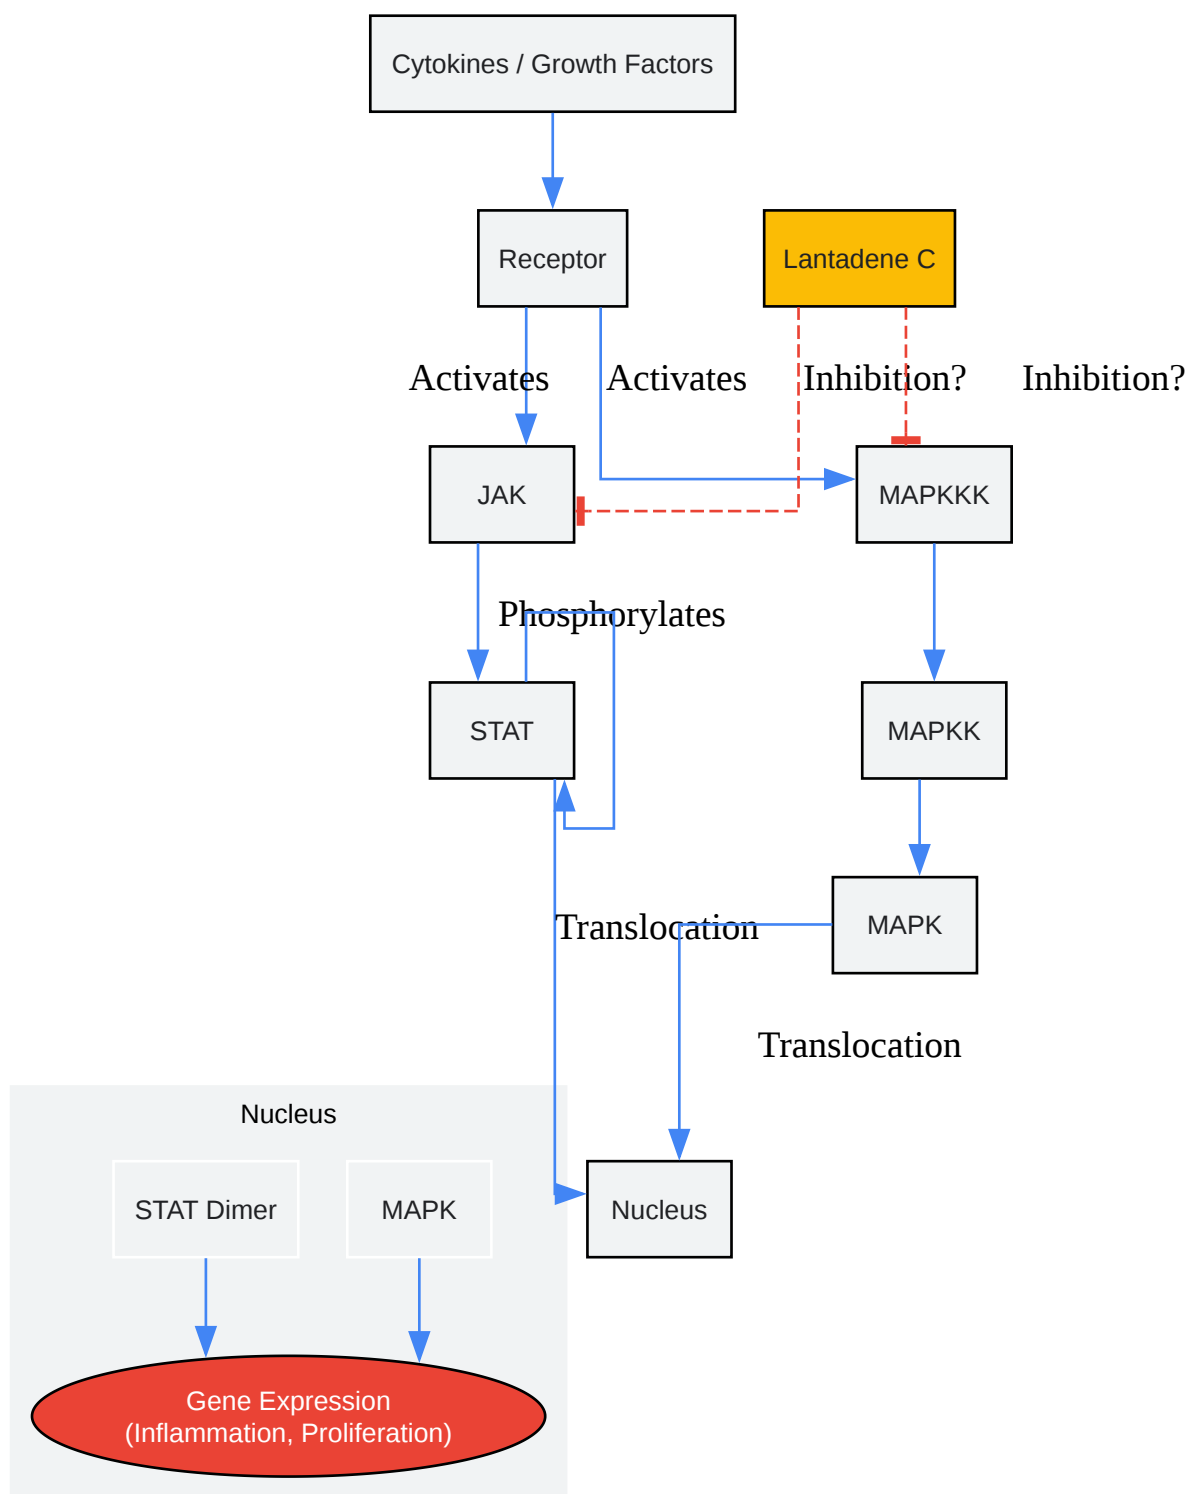 Cytokines / Growth Factors
Receptor
Lantadene C
Activates
Activates
Inhibition?
Inhibition?
JAK
MAPKKK
Phosphorylates
STAT
MAPKK
Translocation
MAPK
Translocation
Nucleus
STAT Dimer
MAPK
Nucleus
Gene Expression
(Inflammation, Proliferation)